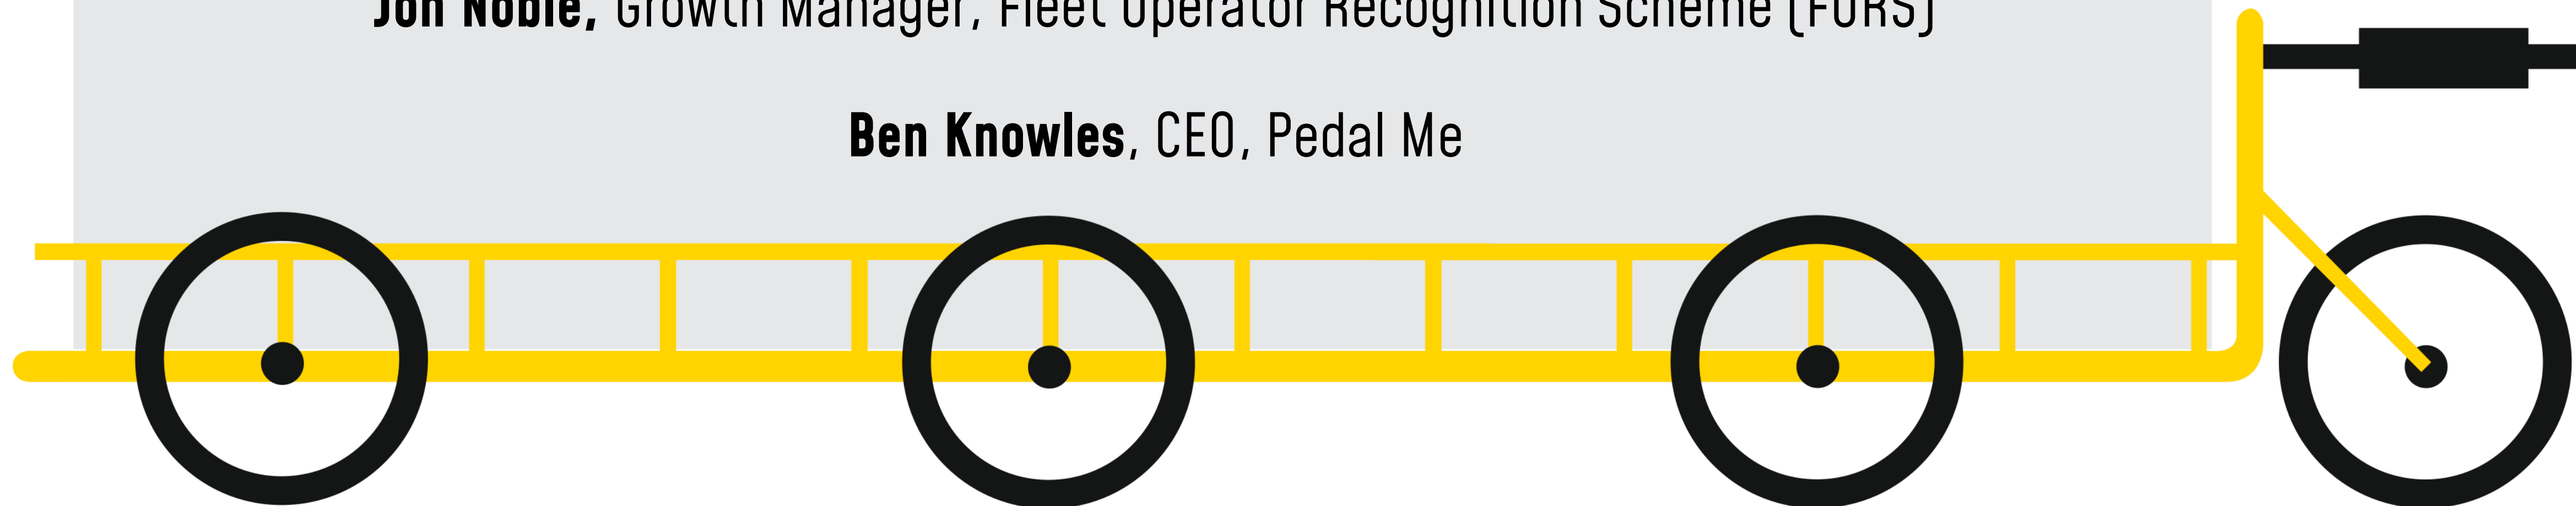 Jon Noble, Growth Manager, Fleet Operator Recognition Scheme (FORS)
Ben Knowles, CEO, Pedal Me